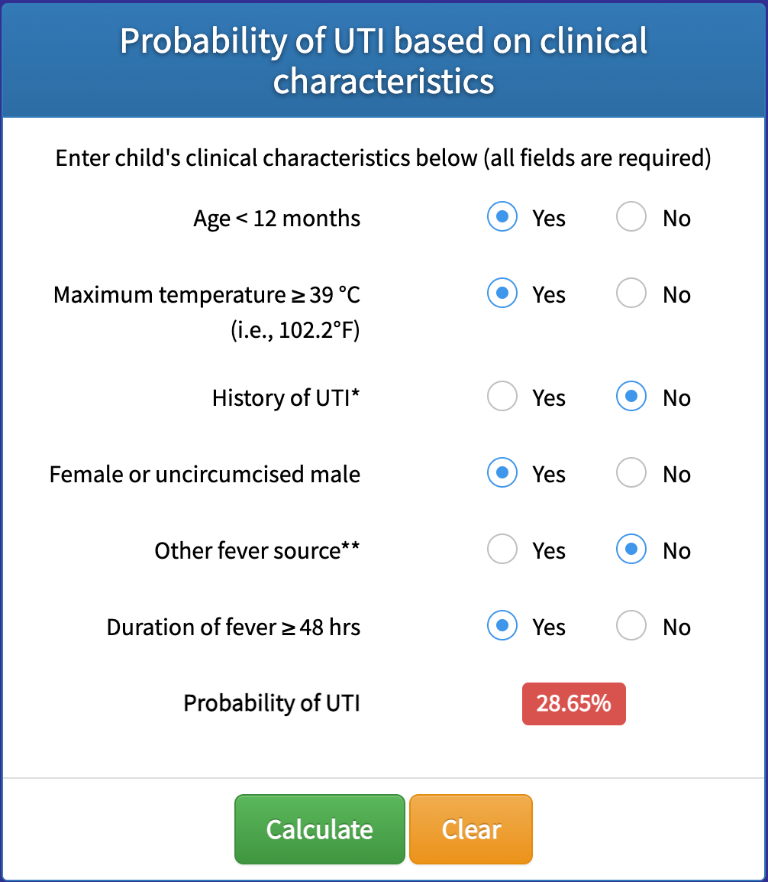 Probability of UTI based on clinical
characteristics
Enter child's clinical characteristics below (all fields are required)
Age < 12 months Yes No
Maximum temperature ≥ 39 °C Yes No
(i.e., 102.2°F)
History of UTI* Yes No
Female or uncircumcised male Yes No
Other fever source** Yes No
Duration of fever ≥ 48 hrs Yes No
Probability of UTI 28.65%
Calculate Clear